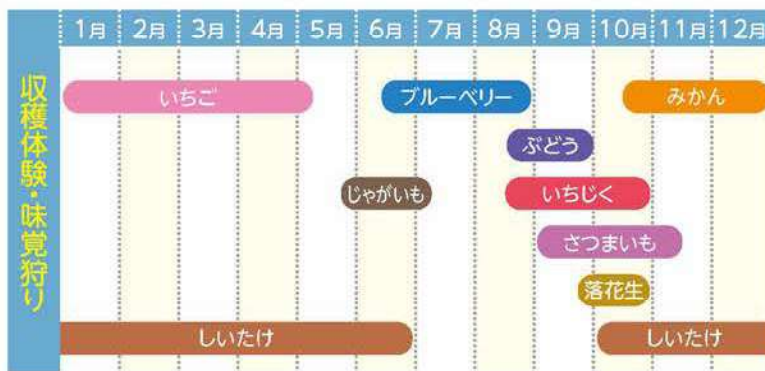 1月 2月 3月 4月 5月 6月 7月 8月 9月 10月 11月 12月
収穫体験・味覚狩り
いちご ブルーベリー みかん
ぶどう
じゃがいも いちじく
さつまいも
落花生
しいたけ しいたけ